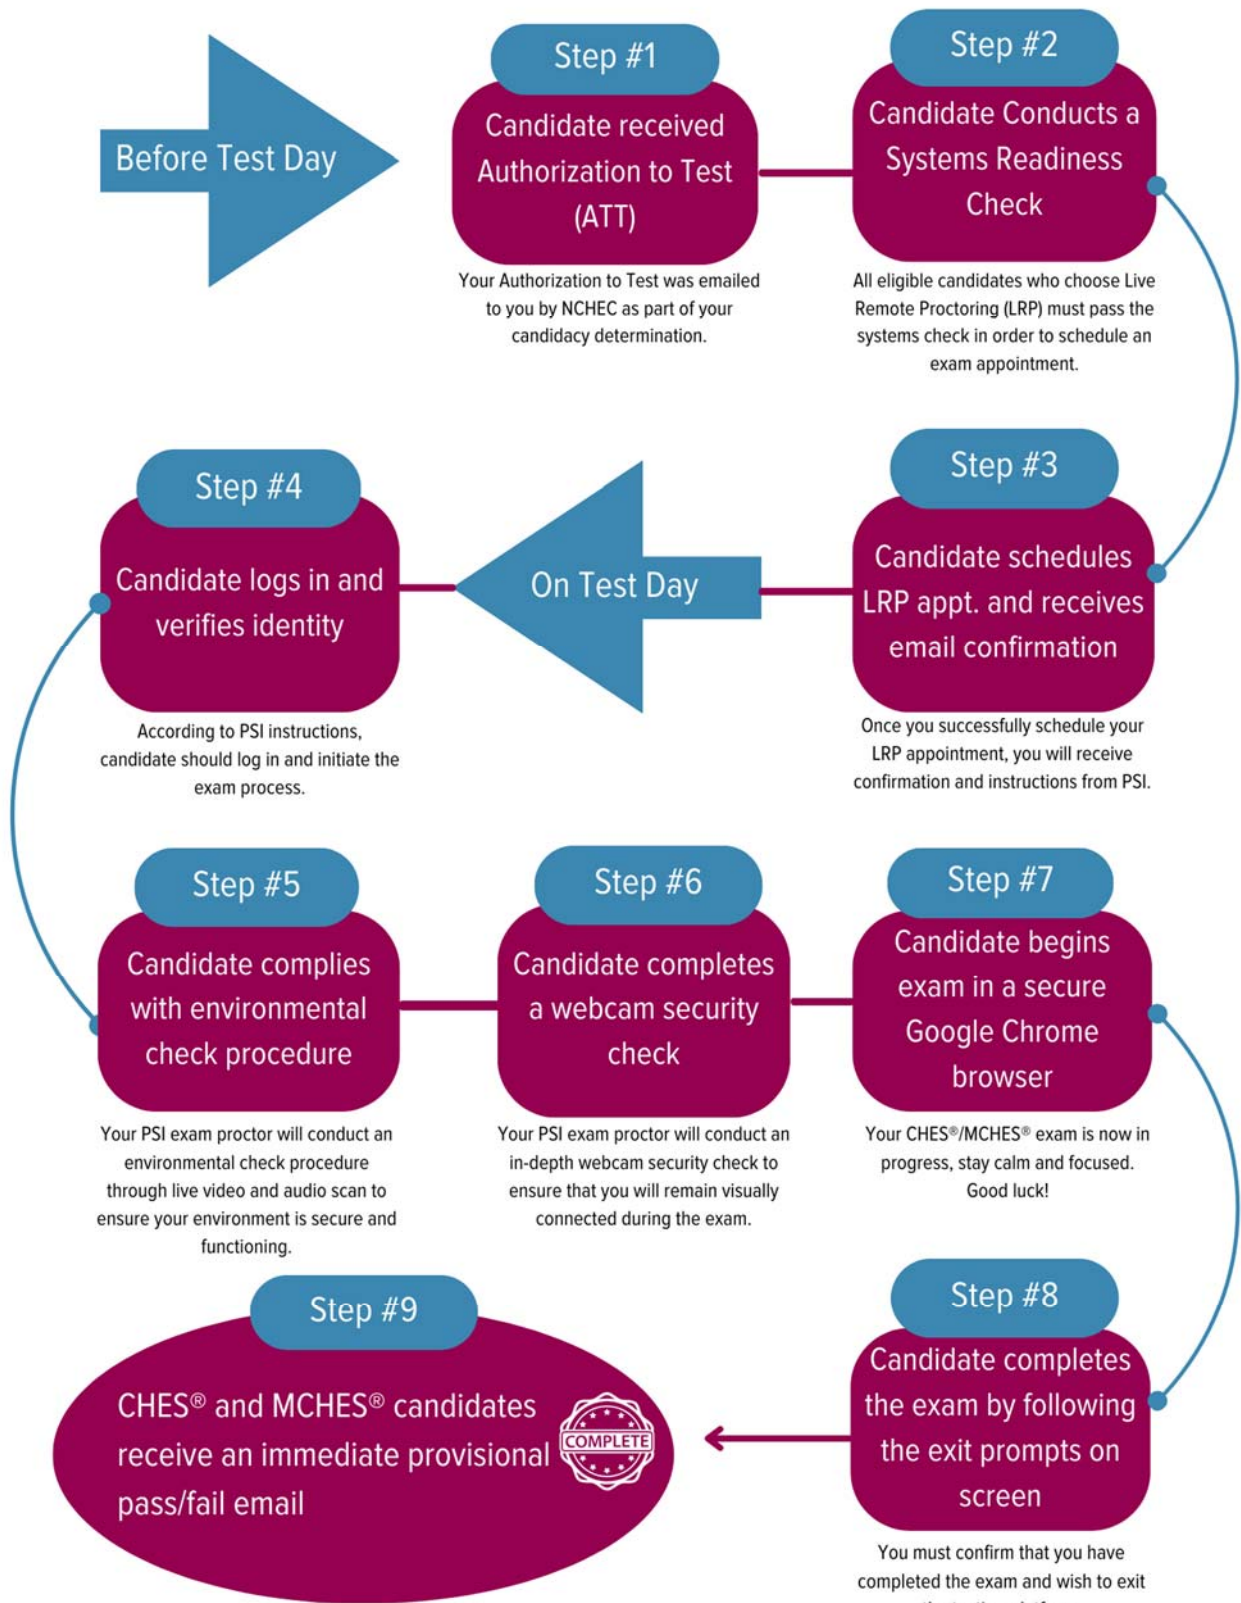 Before Test Day
Step #1
Candidate received
Authorization to Test
(ATT)
Your Authorization to Test was emailed
to you by NCHEC as part of your
candidacy determination.
Step #2
Candidate Conducts a
Systems Readiness
Check
All eligible candidates who choose Live
Remote Proctoring (LRP) must pass the
systems check in order to schedule an
exam appointment.
Step #3
Candidate schedules
LRP appt. and receives
email confirmation
Once you successfully schedule your
LRP appointment, you will receive
confirmation and instructions from PSI.
On Test Day
Step #4
Candidate logs in and
verifies identity
According to PSI instructions,
candidate should log in and initiate the
exam process.
Step #5
Candidate complies
with environmental
check procedure
Your PSI exam proctor will conduct an
environmental check procedure
through live video and audio scan to
ensure your environment is secure and
functioning.
Step #6
Candidate completes
a webcam security
check
Your PSI exam proctor will conduct an
in-depth webcam security check to
ensure that you will remain visually
connected during the exam.
Step #7
Candidate begins
exam in a secure
Google Chrome
browser
Your CHES®/MCHES® exam is now in
progress, stay calm and focused.
Good luck!
Step #8
Candidate completes
the exam by following
the exit prompts on
screen
You must confirm that you have
completed the exam and wish to exit
Step #9
CHES® and MCHES® candidates
receive an immediate provisional
pass/fail email
COMPLETE